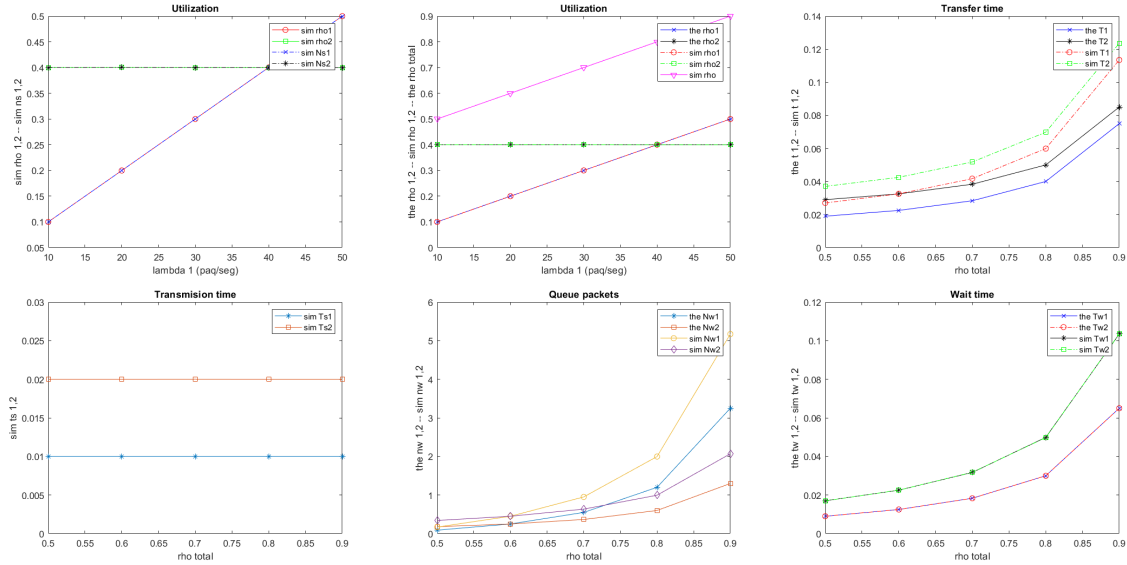 Utilization
sim rho 1,2 -- sim ns 1,2
0.5
0.45
0.4
0.35
0.3
0.25
0.2
0.15
0.1
0.05
sim rho1
sim rho2
sim Ns1
sim Ns2
10 15 20 25 30 35 40 45 50
lambda 1 (paq/seg)
Utilization
the rho 1,2 -- sim rho 1,2 -- the rho total
0.9
0.8
0.7
0.6
0.5
0.4
0.3
0.2
0.1
0
the rho1
the rho2
sim rho1
sim rho2
sim rho
10 15 20 25 30 35 40 45 50
lambda 1 (paq/seg)
Transfer time
the t 1,2 -- sim t 1,2
0.14
0.12
0.1
0.08
0.06
0.04
0.02
0
the T1
the T2
sim T1
sim T2
0.5 0.55 0.6 0.65 0.7 0.75 0.8 0.85 0.9
rho total
Transmision time
sim ts 1,2
0.03
0.025
0.02
0.015
0.01
0.005
0
sim Ts1
sim Ts2
0.5 0.55 0.6 0.65 0.7 0.75 0.8 0.85 0.9
rho total
Queue packets
the nw 1,2 -- sim nw 1,2
6
5
4
3
2
1
0
the Nw1
the Nw2
sim Nw1
sim Nw2
0.5 0.55 0.6 0.65 0.7 0.75 0.8 0.85 0.9
rho total
Wait time
the tw 1,2 -- sim tw 1,2
0.12
0.1
0.08
0.06
0.04
0.02
0
the Tw1
the Tw2
sim Tw1
sim Tw2
0.5 0.55 0.6 0.65 0.7 0.75 0.8 0.85 0.9
rho total